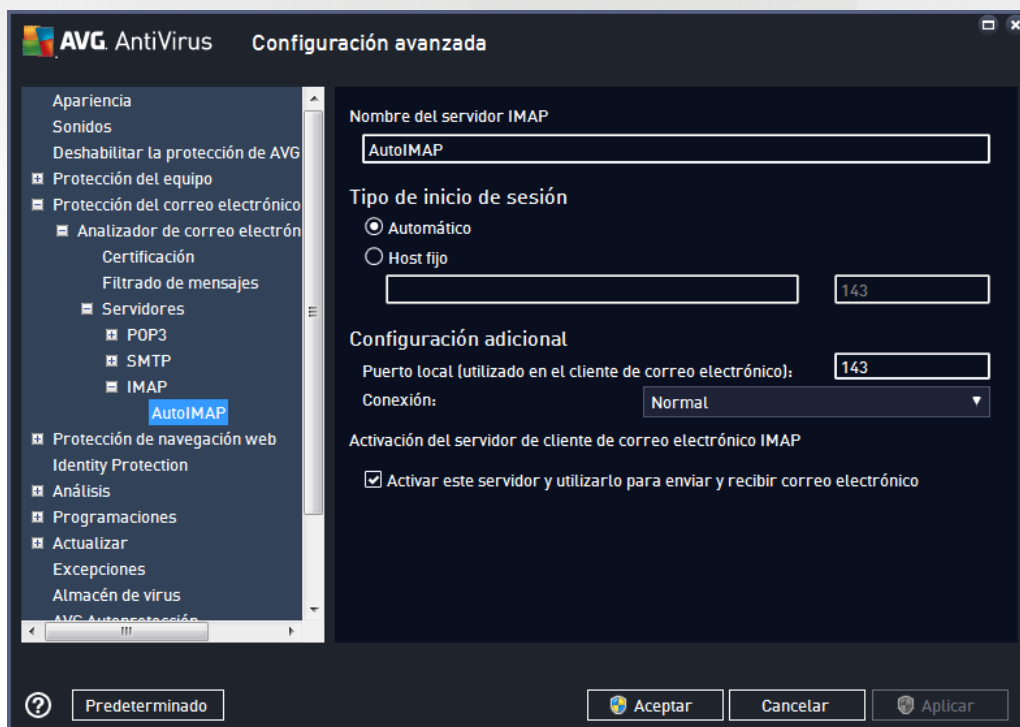 AVG. AntiVirus Configuración avanzada
Apariencia
Sonidos
Deshabilitar la protección de AVG
Protección del equipo
Protección del correo electrónico
Analizador de correo electrón
Certificación
Filtrado de mensajes
Servidores
POP3
SMTP
IMAP
AutoIMAP
Protección de navegación web
Identity Protection
Análisis
Programaciones
Actualizar
Excepciones
Almacén de virus
AVG Autoprotección
Nombre del servidor IMAP
AutoIMAP
Tipo de inicio de sesión
Automático
Host fijo
143
Configuración adicional
Puerto local (utilizado en el cliente de correo electrónico): 143
Conexión: Normal
Activación del servidor de cliente de correo electrónico IMAP
Activar este servidor y utilizarlo para enviar y recibir correo electrónico
? Predeterminado Aceptar Cancelar Aplicar